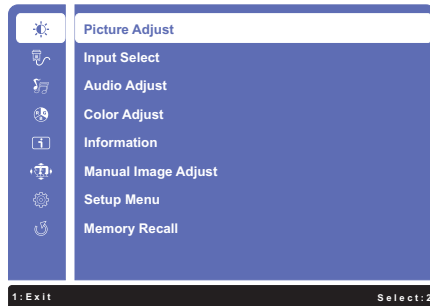 Picture Adjust
Input Select
Audio Adjust
Color Adjust
Information
Manual Image Adjust
Setup Menu
Memory Recall
1:Exit Select:2